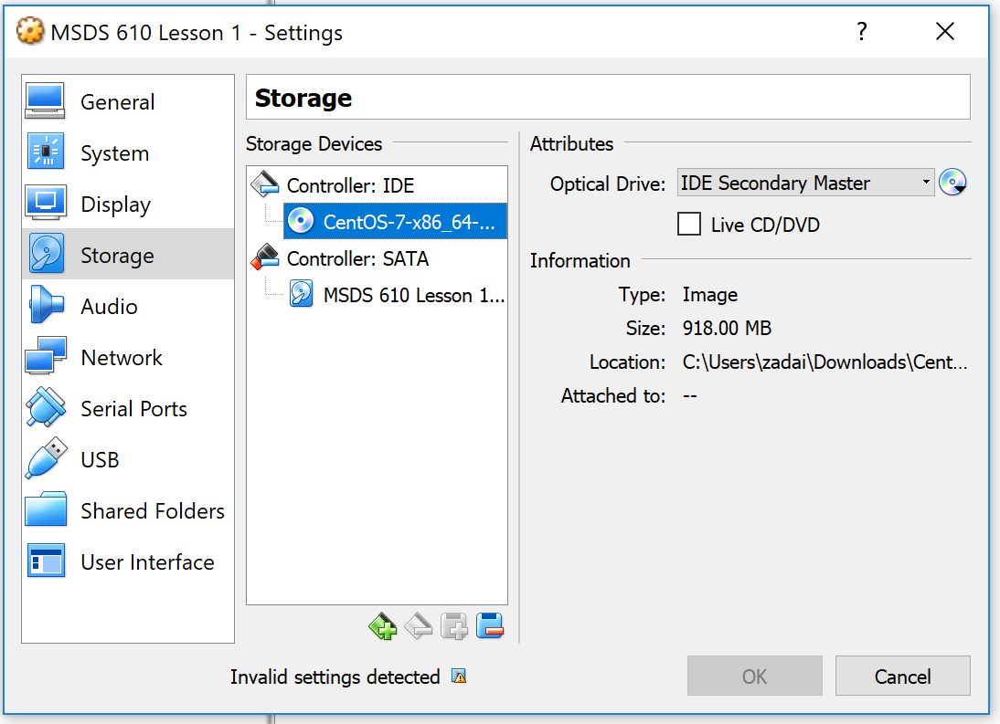 MSDS 610 Lesson 1 - Settings
?
General
System
Display
Storage
Audio
Network
Serial Ports
USB
Shared Folders
User Interface
Storage
Storage Devices
Controller: IDE
CentOS-7-x86_64-...
Controller: SATA
MSDS 610 Lesson 1...
Attributes
Optical Drive: IDE Secondary Master
Live CD/DVD
Information
Type: Image
Size: 918.00 MB
Location: C:\Users\zadai\Downloads\Cent...
Attached to: --
Invalid settings detected
OK
Cancel